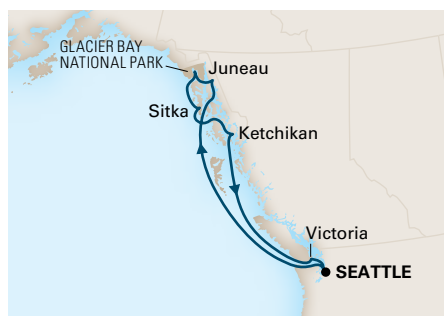 GLACIER BAY
NATIONAL PARK
Juneau
Sitka
Ketchikan
Victoria
SEATTLE